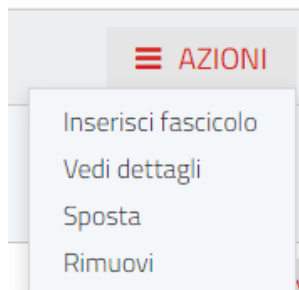 AZIONI
Inserisci fascicolo
Vedi dettagli
Sposta
Rimuovi